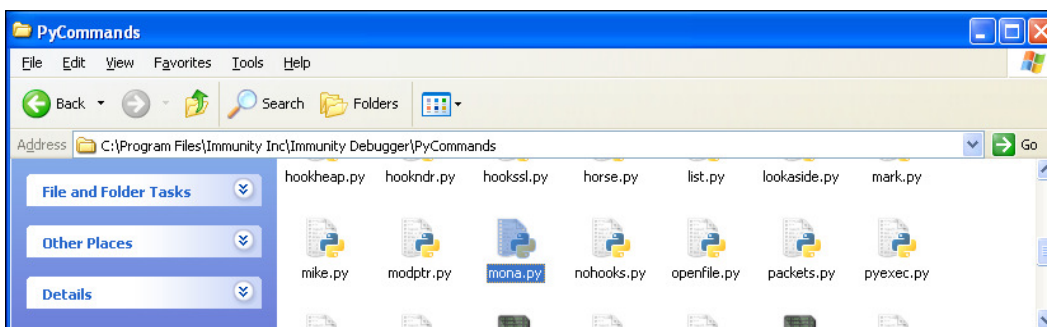 PyCommands
File Edit View Favorites Tools Help
Back Search Folders
Address C:\Program Files\Immunity Inc\Immunity Debugger\PyCommands Go
File and Folder Tasks
Other Places
Details
hookheap.py hookndr.py hookssl.py horse.py list.py lookaside.py mark.py
mike.py modptr.py mona.py nohooks.py openfile.py packets.py pyexec.py